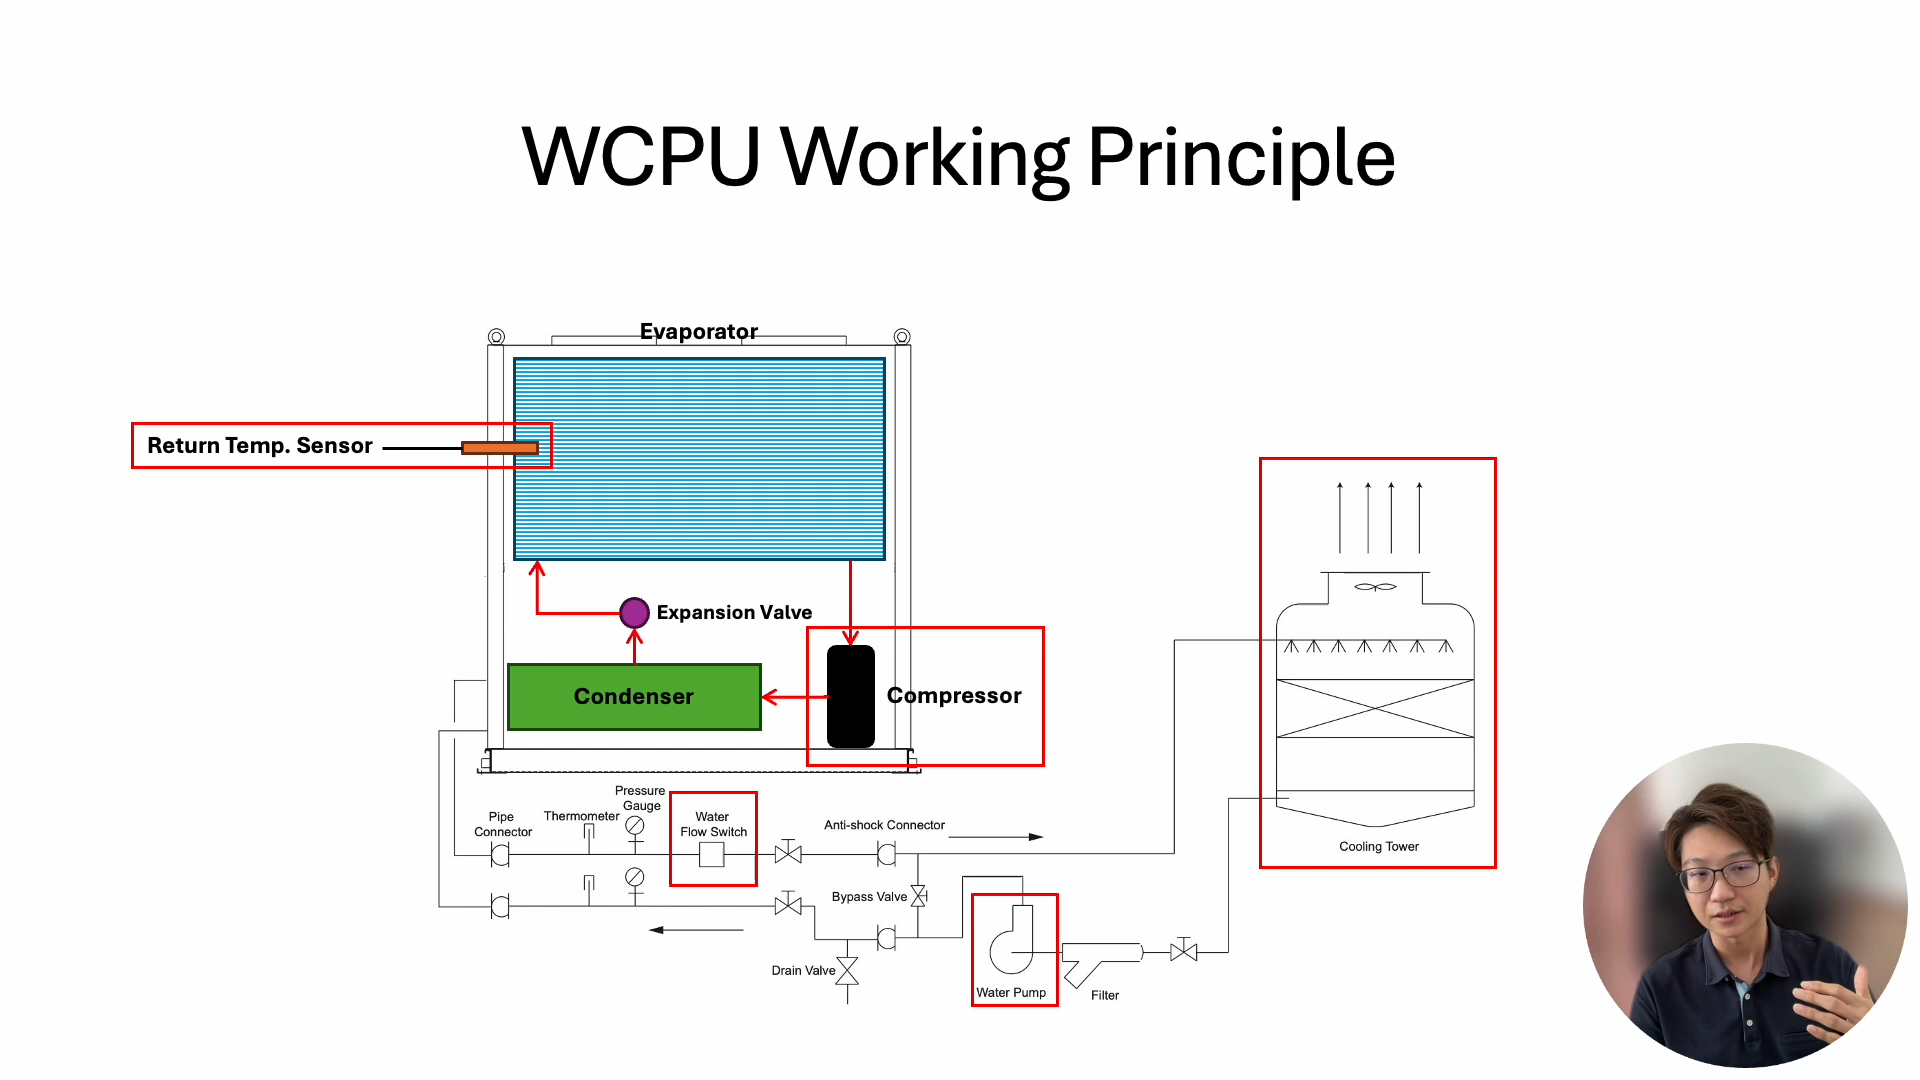 WCPU Working Principle
Evaporator
Return Temp. Sensor
Expansion Valve
Condenser
Compressor
Pressure
Gauge
Pipe
Connector
Thermometer
Water
Flow Switch
Anti-shock Connector
Cooling Tower
Bypass Valve
Drain Valve
Water Pump
Filter